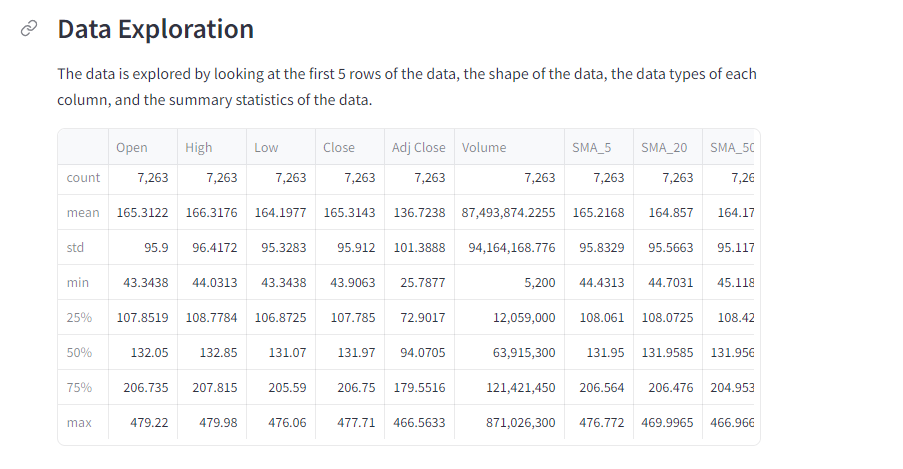 Data Exploration
The data is explored by looking at the first 5 rows of the data, the shape of the data, the data types of each
column, and the summary statistics of the data.
Open High Low Close Adj Close Volume SMA_5 SMA_20 SMA_50
count 7,263 7,263 7,263 7,263 7,263 7,263 7,263 7,263 7,26
mean 165.3122 166.3176 164.1977 165.3143 136.7238 87,493,874.2255 165.2168 164.857 164.17
std 95.9 96.4172 95.3283 95.912 101.3888 94,164,168.776 95.8329 95.5663 95.117
min 43.3438 44.0313 43.3438 43.9063 25.7877 5,200 44.4313 44.7031 45.118
25% 107.8519 108.7784 106.8725 107.785 72.9017 12,059,000 108.061 108.0725 108.42
50% 132.05 132.85 131.07 131.97 94.0705 63,915,300 131.95 131.9585 131.956
75% 206.735 207.815 205.59 206.75 179.5516 121,421,450 206.564 206.476 204.953
max 479.22 479.98 476.06 477.71 466.5633 871,026,300 476.772 469.9965 466.966